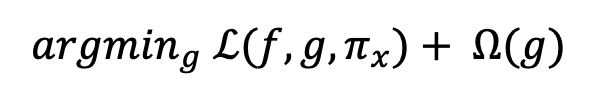 argmin_g ℒ(f, g, π_x) + Ω(g)